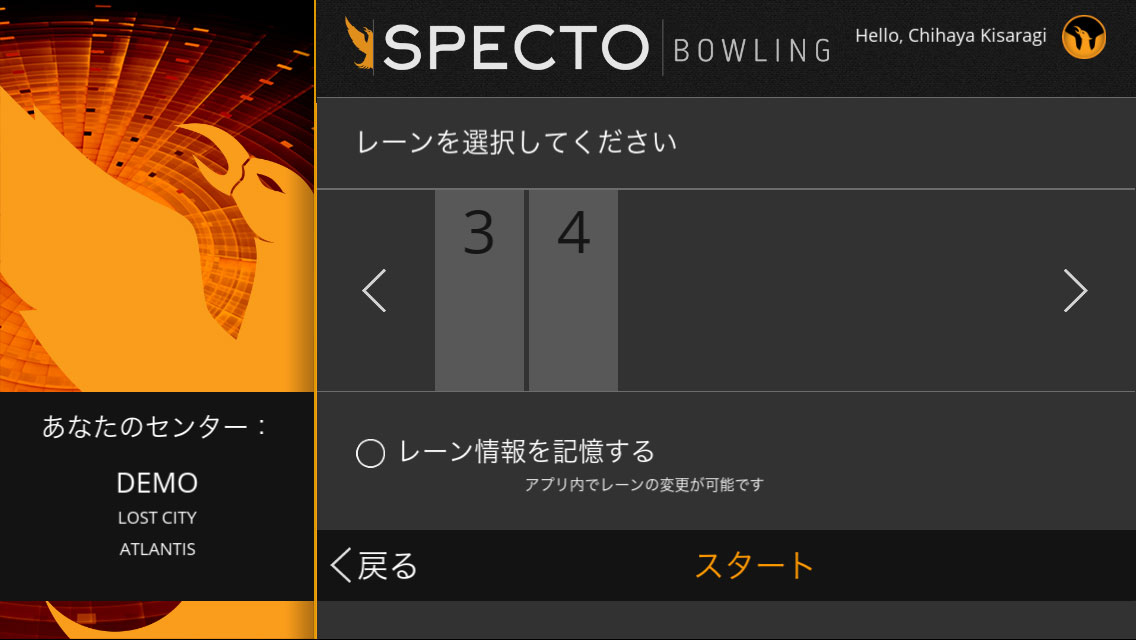 SPECTO BOWLING
Hello, Chihaya Kisaragi
レーンを選択してください
3 4
レーン情報を記憶する
アプリ内でレーンの変更が可能です
あなたのセンター：
DEMO
LOST CITY
ATLANTIS
戻る
スタート